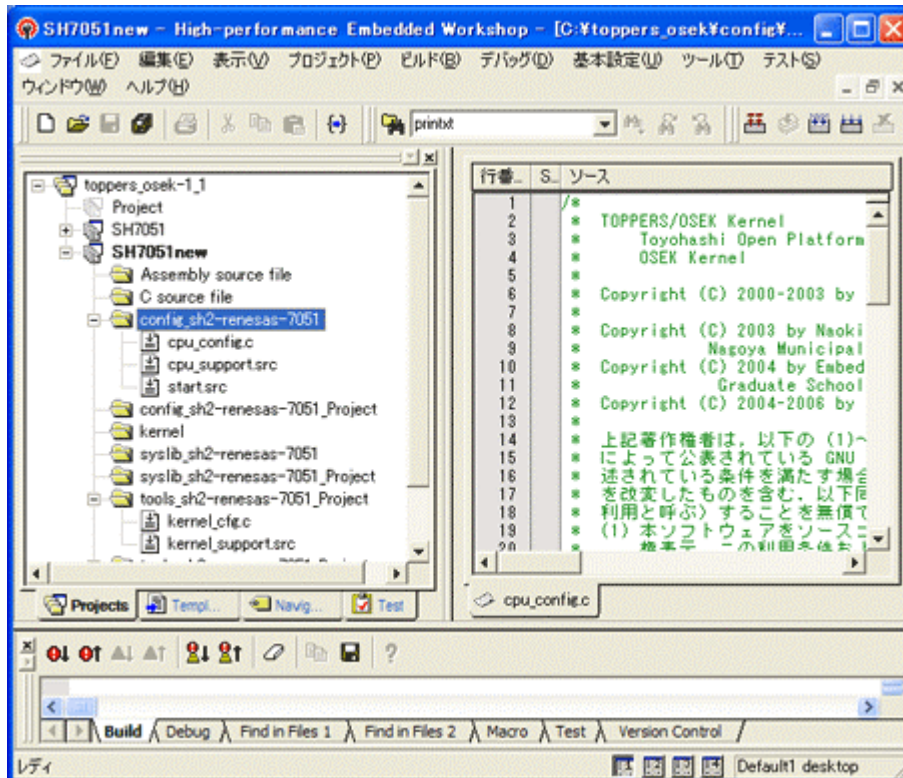 SH7051new - High-performance Embedded Workshop - [C:¥toppers_osek¥config¥...
ファイル(F) 編集(E) 表示(V) プロジェクト(P) ビルド(B) デバッグ(D) 基本設定(U) ツール(T) テスト(S)
ウィンドウ(W) ヘルプ(H)
printxt
toppers_osek-1_1
Project
SH7051
SH7051new
Assembly source file
C source file
config_sh2-renesas-7051
cpu_config.c
cpu_support.src
start.src
config_sh2-renesas-7051_Project
kernel
syslib_sh2-renesas-7051
syslib_sh2-renesas-7051_Project
tools_sh2-renesas-7051_Project
kernel_cfg.c
kernel_support.src
Projects Templ... Navig... Test
行番... S... ソース
1 /*
2 * TOPPERS/OSEK Kernel
3 * Toyohashi Open Platform
4 * OSEK Kernel
5 *
6 * Copyright (C) 2000-2003 by
7 *
8 * Copyright (C) 2003 by Naoki
9 * Nagoya Municipal
10 * Copyright (C) 2004 by Embed
11 * Graduate School
12 * Copyright (C) 2004-2006 by
13 *
14 * 上記著作権者は，以下の (1)～
15 * によって公表されている GNU
16 * 述されている条件を満たす場合
17 * を改変したものを含む．以下同
18 * 利用と呼ぶ）することを無償で
19 * (1) 本ソフトウェアをソースコ
20 * 権表示，この利用条件およ
cpu_config.c
Build Debug Find in Files 1 Find in Files 2 Macro Test Version Control
レディ Default1 desktop